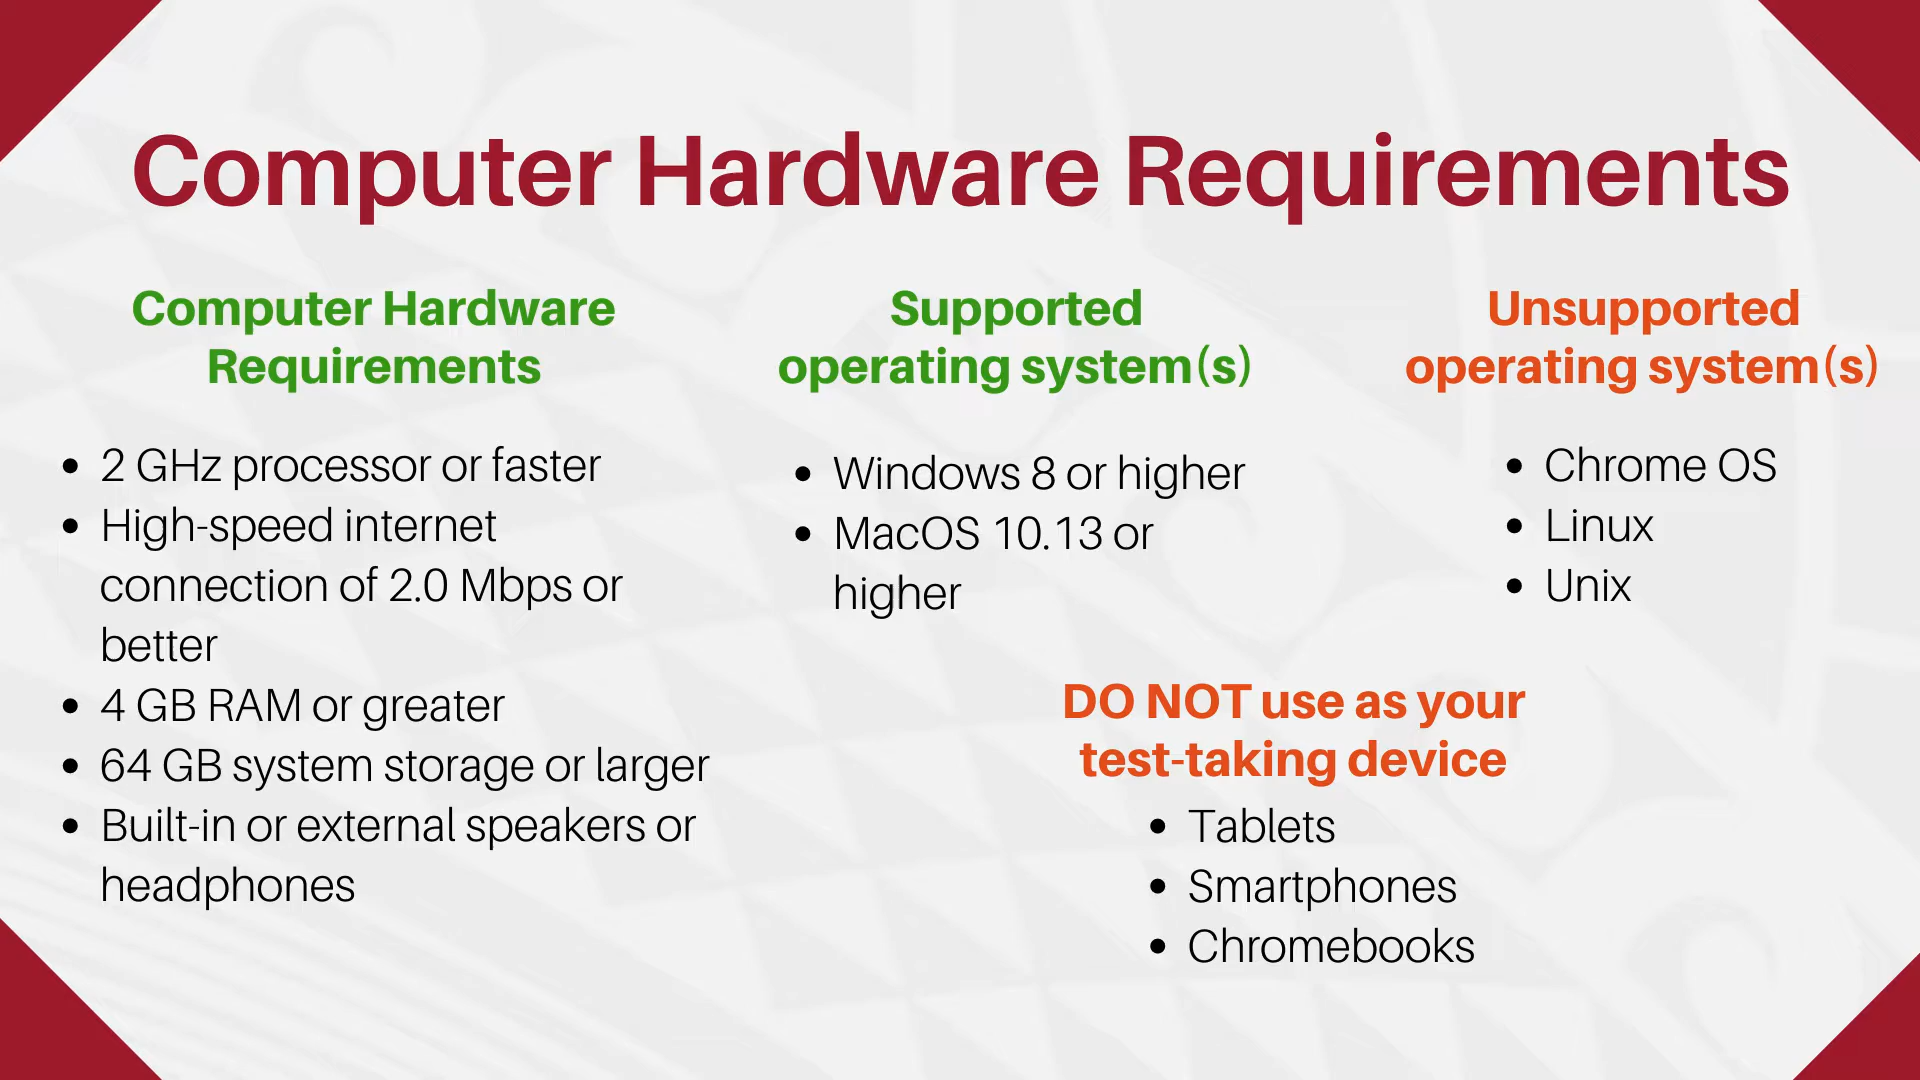 Computer Hardware Requirements
Computer Hardware
Requirements
• 2 GHz processor or faster
• High-speed internet
connection of 2.0 Mbps or
better
• 4 GB RAM or greater
• 64 GB system storage or larger
• Built-in or external speakers or
headphones
Supported
operating system(s)
• Windows 8 or higher
• MacOS 10.13 or
higher
Unsupported
operating system(s)
• Chrome OS
• Linux
• Unix
DO NOT use as your
test-taking device
• Tablets
• Smartphones
• Chromebooks